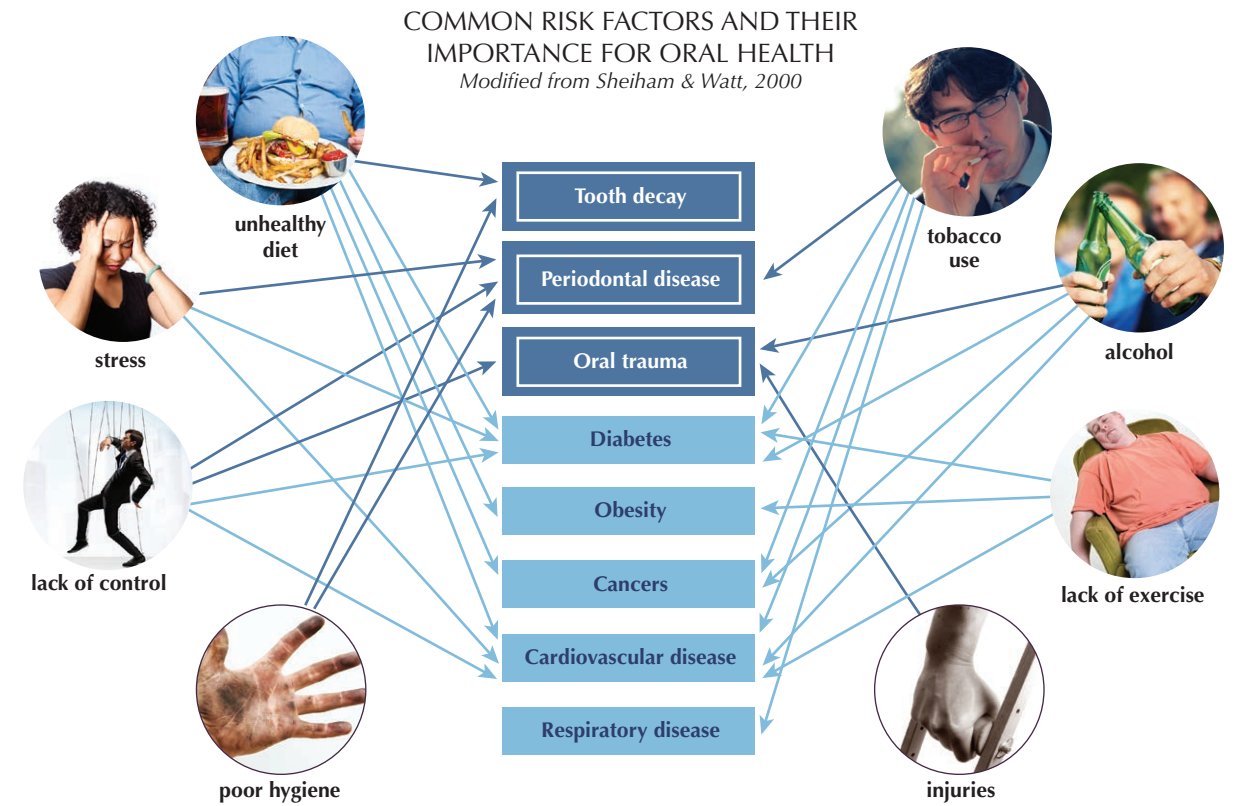 COMMON RISK FACTORS AND THEIR
IMPORTANCE FOR ORAL HEALTH
Modified from Sheiham & Watt, 2000
unhealthy
diet
stress
lack of control
poor hygiene
Tooth decay
Periodontal disease
Oral trauma
Diabetes
Obesity
Cancers
Cardiovascular disease
Respiratory disease
tobacco
use
alcohol
lack of exercise
injuries